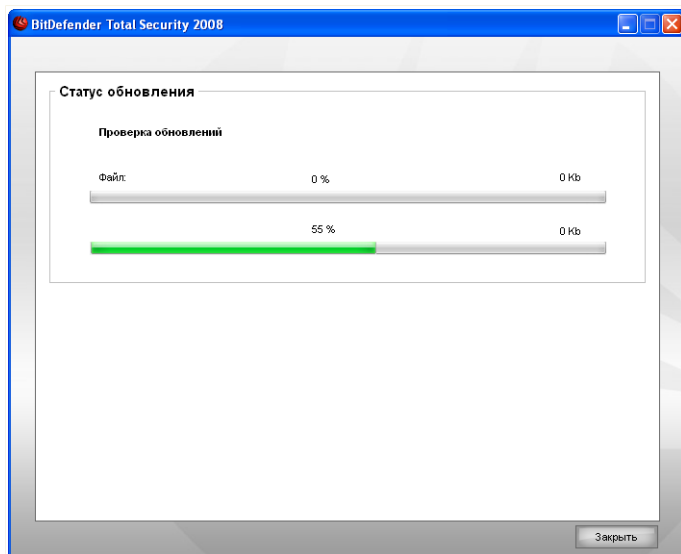 BitDefender Total Security 2008
Статус обновления
Проверка обновлений
Файл: 0 % 0 Kb
55 % 0 Kb
Закрыть